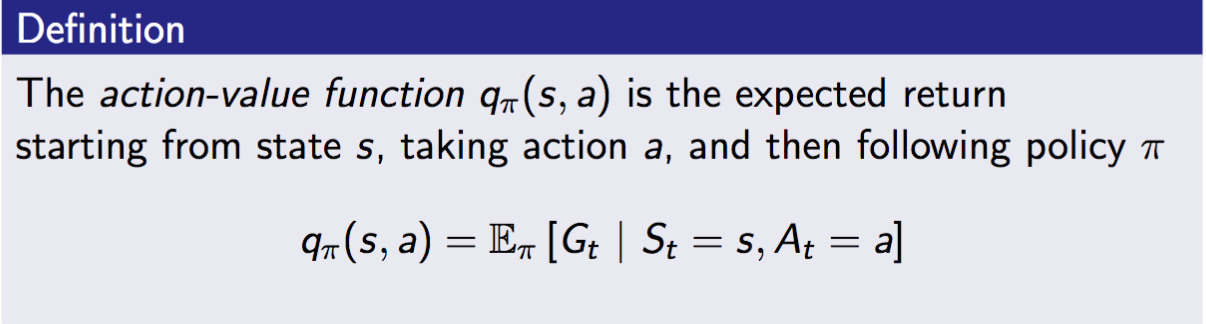 Definition
The action-value function qπ(s, a) is the expected return
starting from state s, taking action a, and then following policy π
qπ(s, a) = 𝔼π [Gt | St = s, At = a]